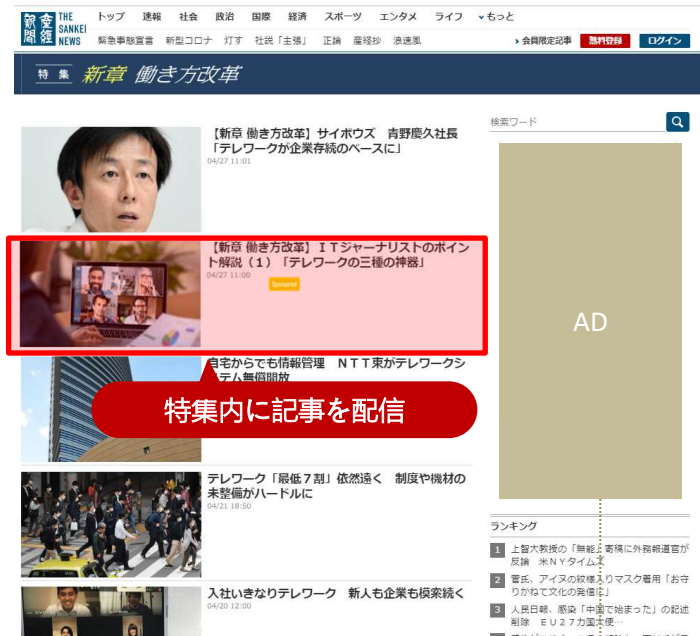 産経新聞
THE SANKEI NEWS
トップ 速報 社会 政治 国際 経済 スポーツ エンタメ ライフ もっと
緊急事態宣言 新型コロナ 灯す 社説「主張」 正論 産経抄 浪速風
会員限定記事 無料登録 ログイン
特集 新章 働き方改革
【新章 働き方改革】サイボウズ 青野慶久社長
「テレワークが企業存続のベースに」
04/27 11:01
【新章 働き方改革】ＩＴジャーナリストのポイン
ト解説（１）「テレワークの三種の神器」
04/27 11:00
Sponsored
自宅からでも情報管理 ＮＴＴ東がテレワークシ
ステム無償開放
特集内に記事を配信
テレワーク「最低７割」依然遠く 制度や機材の
未整備がハードルに
04/21 18:50
入社いきなりテレワーク 新人も企業も模索続く
04/20 12:00
検索ワード
AD
ランキング
1 上智大教授の「無能」寄稿に外務報道官が
反論 米ＮＹタイムズ
2 菅氏、アイヌの紋様入りマスク着用「お守
りかねて文化の発信に」
3 人民日報、感染「中国で始まった」の記述
削除 ＥＵ２７カ国大使…